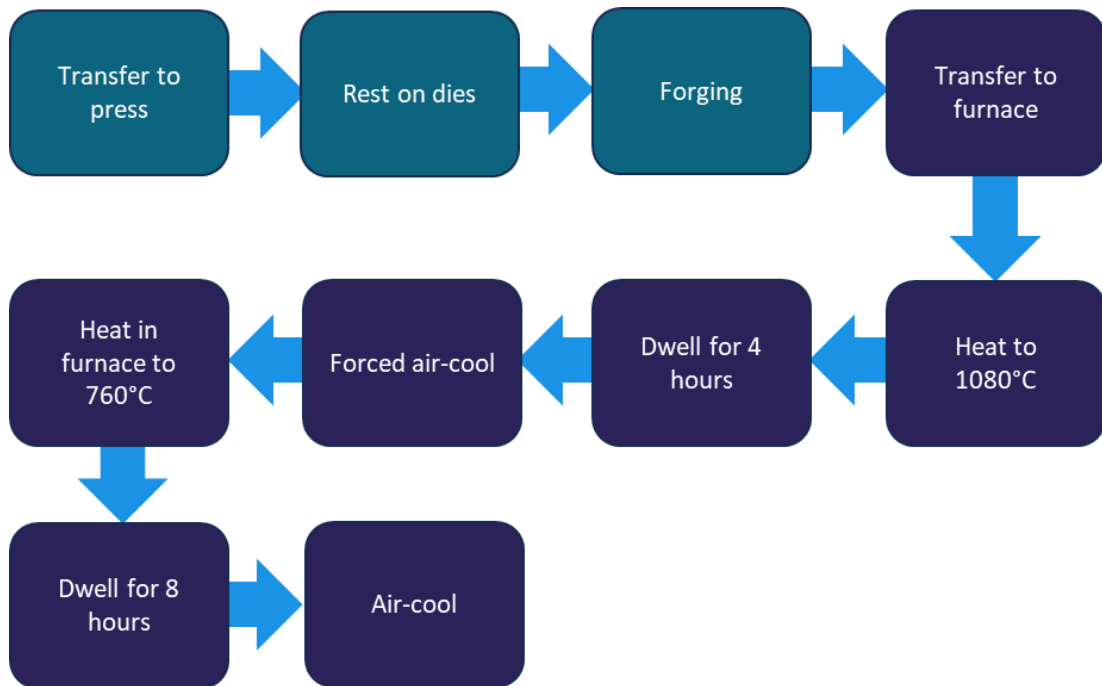 Transfer to
press
Rest on dies
Forging
Transfer to
furnace
Heat to
1080°C
Dwell for 4
hours
Forced air-cool
Heat in
furnace to
760°C
Dwell for 8
hours
Air-cool